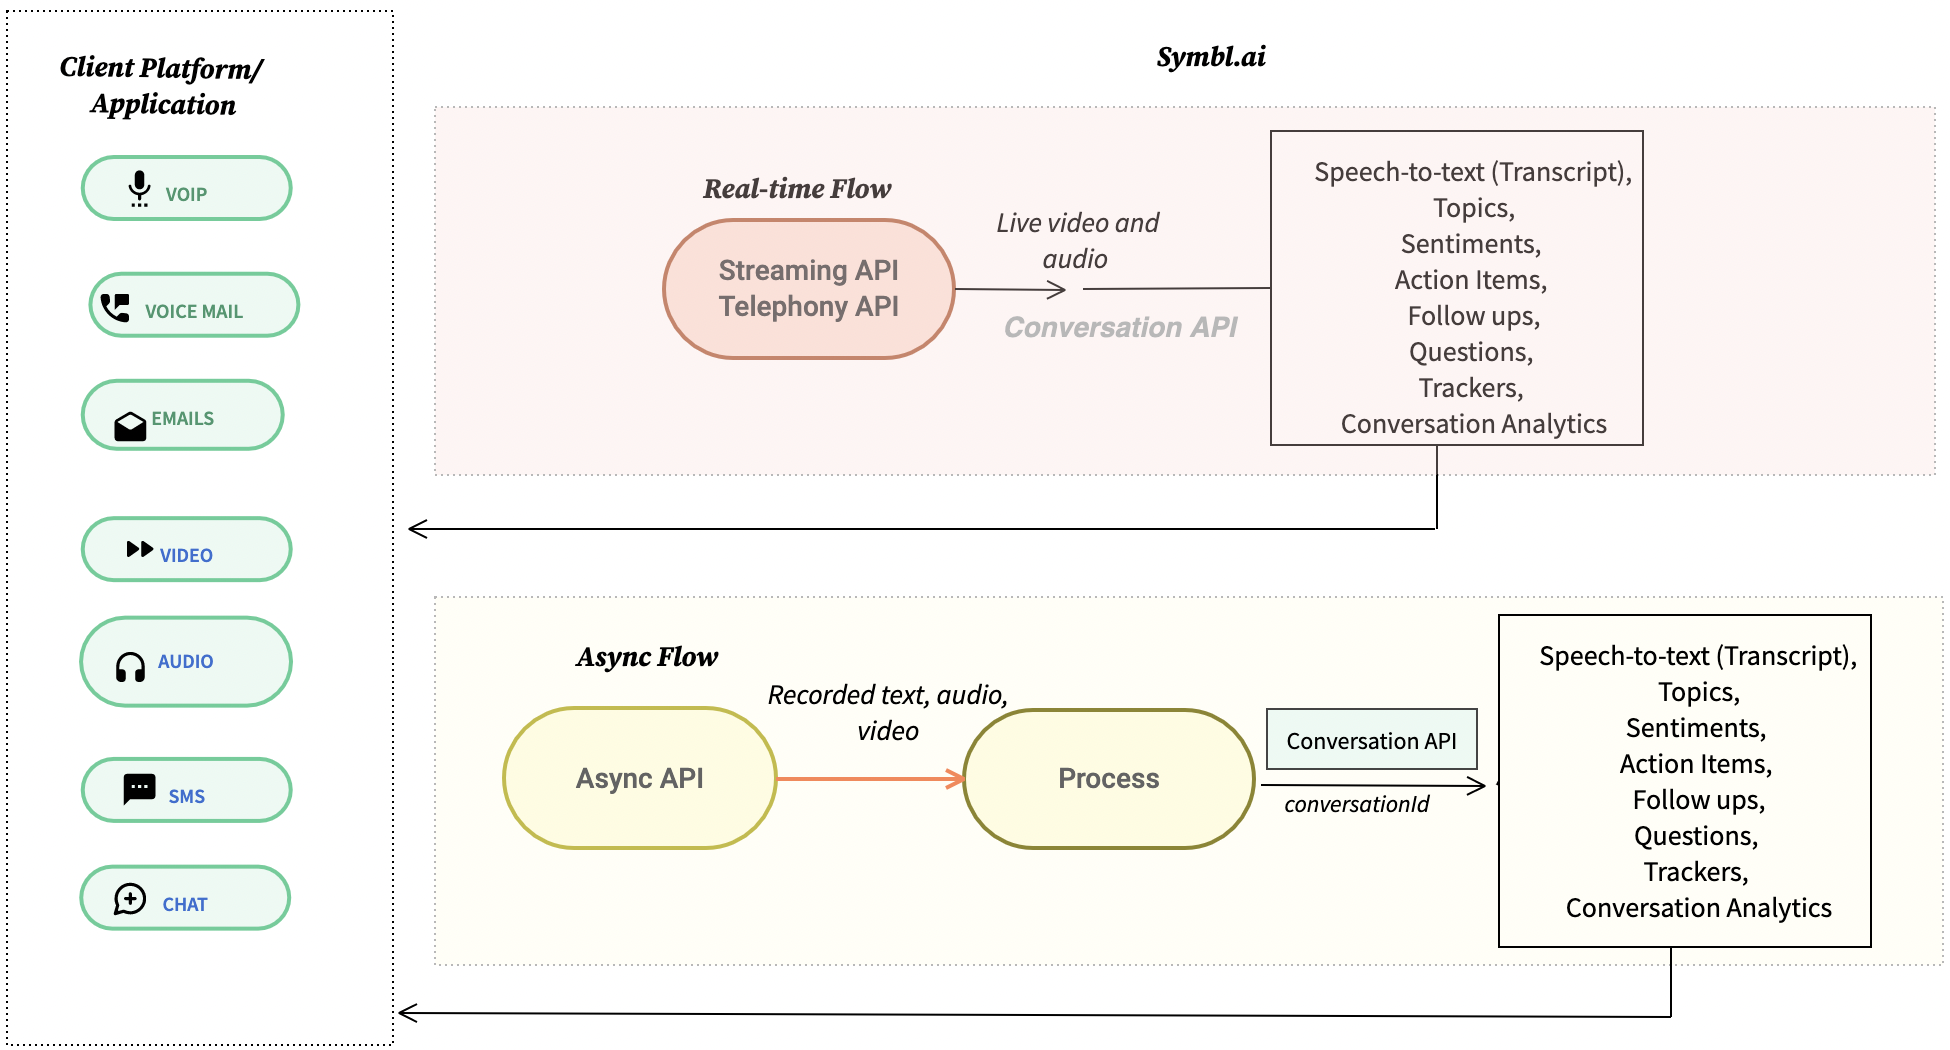 Client Platform/
Application
VOIP
VOICE MAIL
EMAILS
VIDEO
AUDIO
SMS
CHAT
Symbl.ai
Real-time Flow
Streaming API
Telephony API
Live video and
audio
Conversation API
Speech-to-text (Transcript),
Topics,
Sentiments,
Action Items,
Follow ups,
Questions,
Trackers,
Conversation Analytics
Async Flow
Async API
Recorded text, audio,
video
Process
Conversation API
conversationId
Speech-to-text (Transcript),
Topics,
Sentiments,
Action Items,
Follow ups,
Questions,
Trackers,
Conversation Analytics